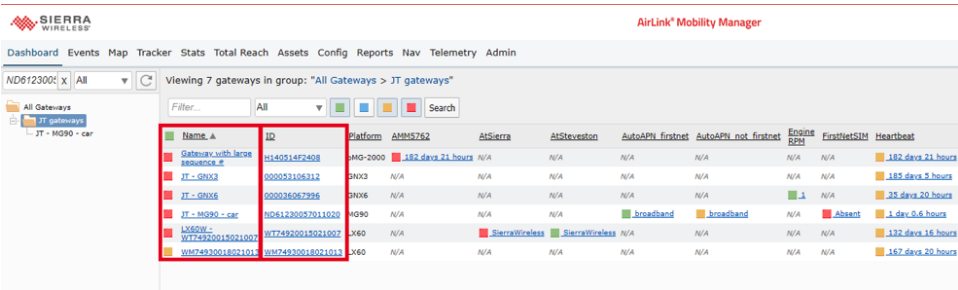 SIERRA
WIRELESS
AirLink® Mobility Manager
Dashboard Events Map Tracker Stats Total Reach Assets Config Reports Nav Telemetry Admin
ND6123005 x All
Viewing 7 gateways in group: "All Gateways > JT gateways"
All Gateways
JT gateways
JT - MG90 - car
Filter... All Search
Name ID Platform AMM5762 AtSierra AtSteveston AutoAPN_firstnet AutoAPN_not_firstnet Engine RPM FirstNetSIM Heartbeat
Gateway with large sequence # H140514F2408 oMG-2000 182 days 21 hours N/A N/A N/A N/A N/A N/A 182 days 21 hours
JT - GNX3 000053106312 GNX3 N/A N/A N/A N/A N/A N/A N/A 185 days 5 hours
JT - GNX6 000036067996 GNX6 N/A N/A N/A N/A N/A 1 N/A 35 days 20 hours
JT - MG90 - car ND61230057011020 MG90 N/A N/A N/A broadband broadband N/A Absent 1 day 0.6 hours
LX60W - WT74920015021007 WT74920015021007 LX60 N/A SierraWireless SierraWireless N/A N/A N/A N/A 132 days 16 hours
WM74930018021013 WM74930018021013 LX60 N/A N/A N/A N/A N/A N/A N/A 167 days 20 hours